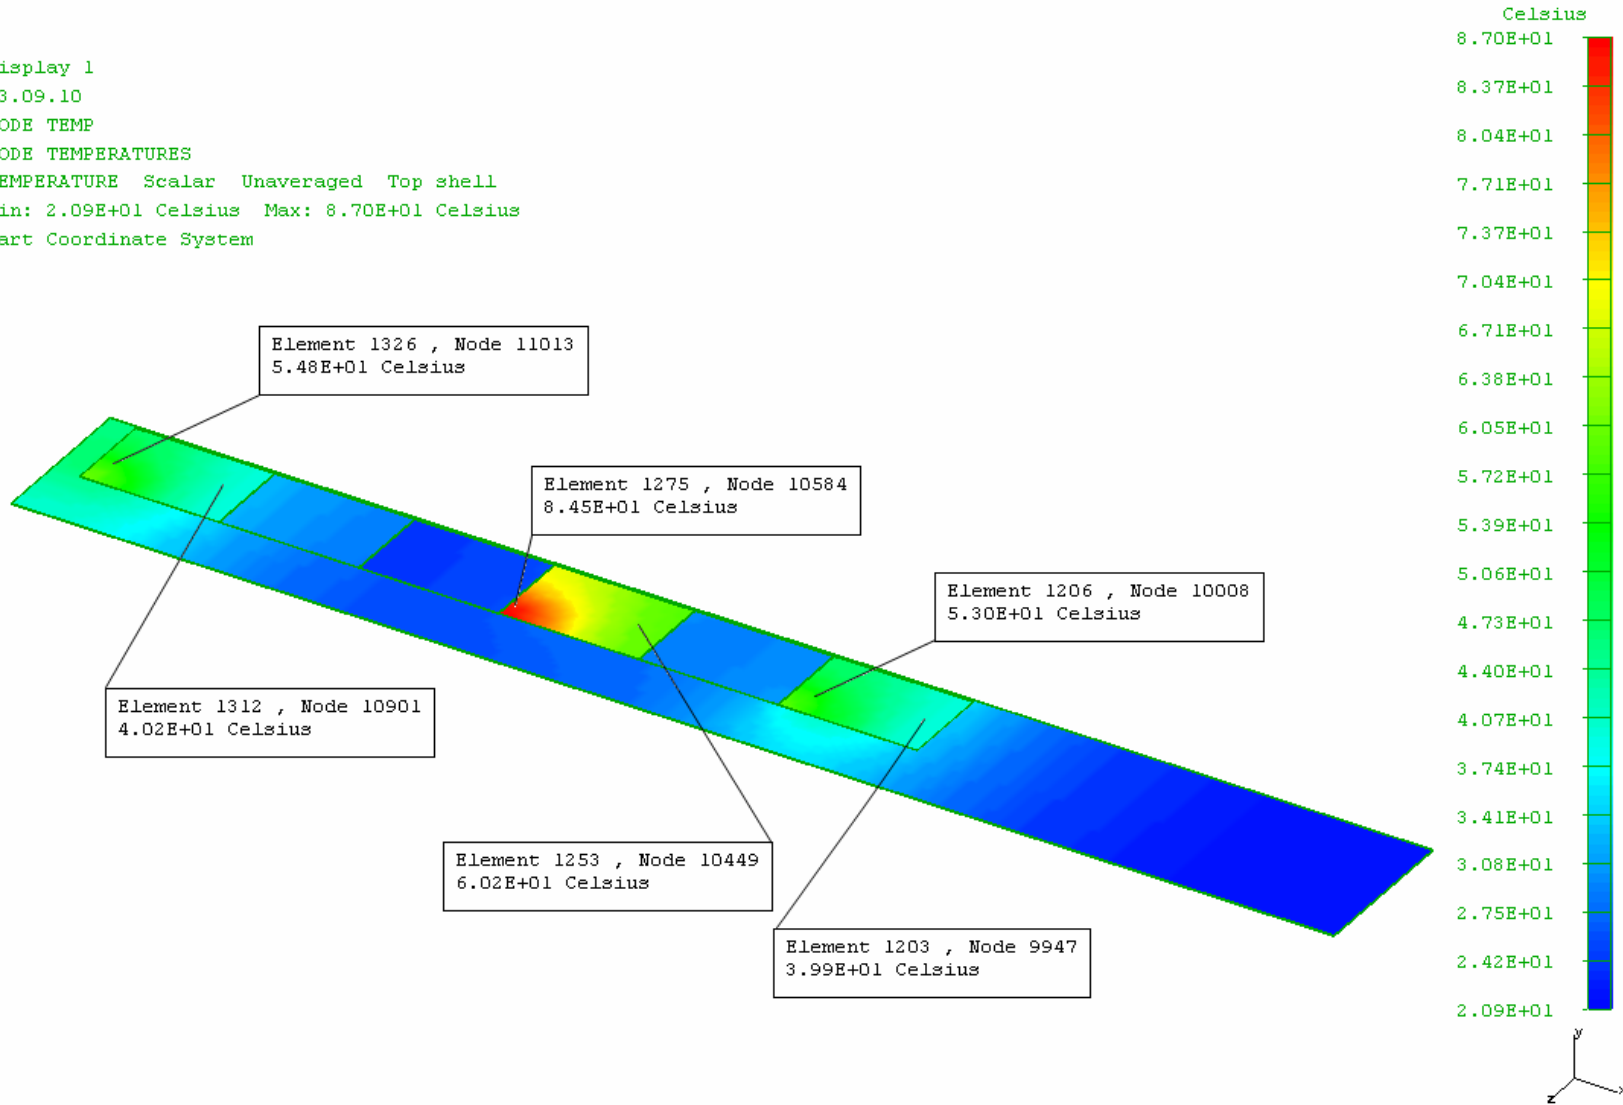 isplay 1
3.09.10
ODE TEMP
ODE TEMPERATURES
EMPERATURE Scalar Unaveraged Top shell
in: 2.09E+01 Celsius Max: 8.70E+01 Celsius
art Coordinate System
Element 1326 , Node 11013
5.48E+01 Celsius
Element 1275 , Node 10584
8.45E+01 Celsius
Element 1206 , Node 10008
5.30E+01 Celsius
Element 1312 , Node 10901
4.02E+01 Celsius
Element 1253 , Node 10449
6.02E+01 Celsius
Element 1203 , Node 9947
3.99E+01 Celsius
Celsius
8.70E+01
8.37E+01
8.04E+01
7.71E+01
7.37E+01
7.04E+01
6.71E+01
6.38E+01
6.05E+01
5.72E+01
5.39E+01
5.06E+01
4.73E+01
4.40E+01
4.07E+01
3.74E+01
3.41E+01
3.08E+01
2.75E+01
2.42E+01
2.09E+01
y
z